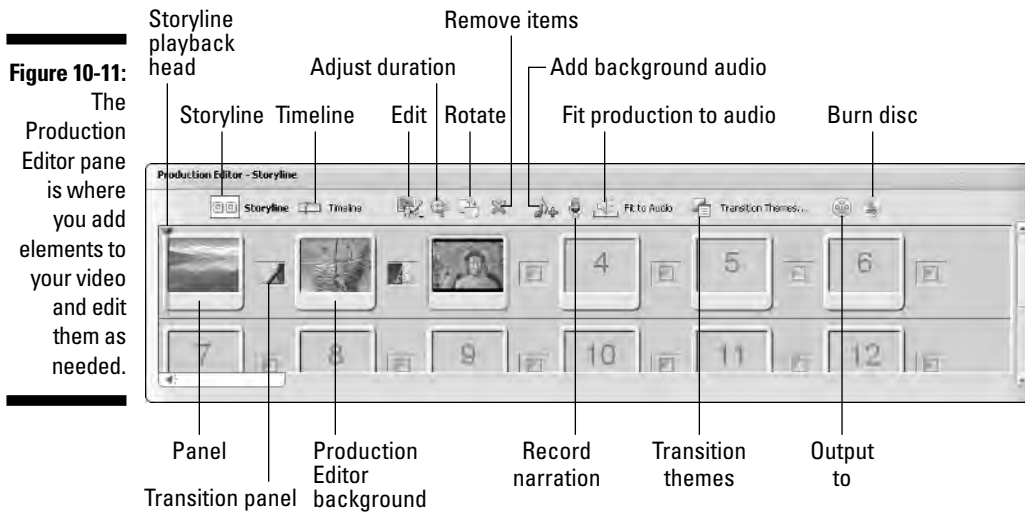 Figure 10-11:
The
Production
Editor pane
is where
you add
elements to
your video
and edit
them as
needed.
Storyline
playback
head
Remove items
Adjust duration
Add background audio
Storyline
Timeline
Edit
Rotate
Fit production to audio
Burn disc
Production Editor - Storyline
Storyline
Timeline
Fit to Audio
Transition Themes...
4
5
6
7
8
9
10
11
12
Panel
Transition panel
Production
Editor
background
Record
narration
Transition
themes
Output
to